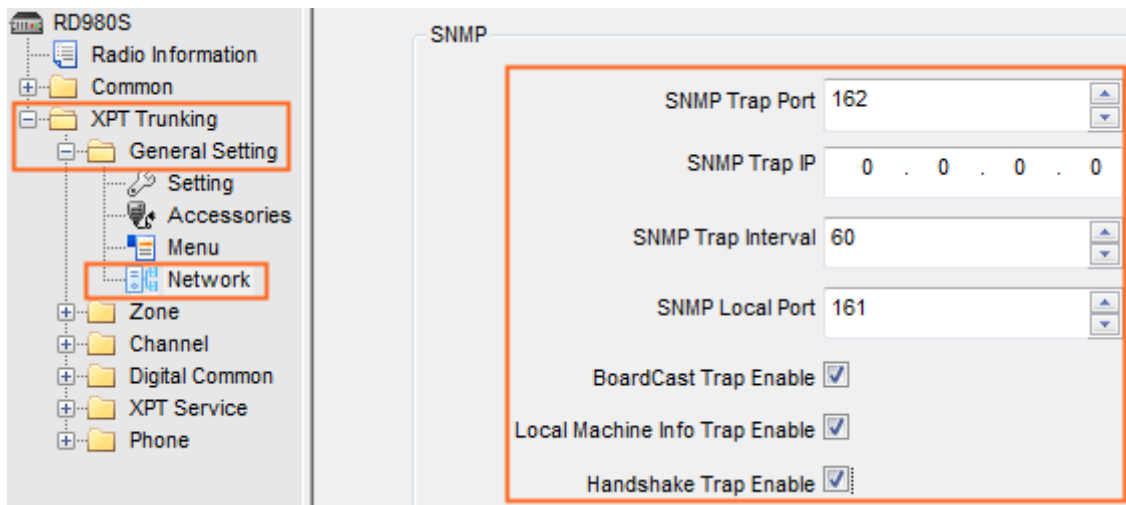 RD980S
Radio Information
Common
XPT Trunking
General Setting
Setting
Accessories
Menu
Network
Zone
Channel
Digital Common
XPT Service
Phone
SNMP
SNMP Trap Port 162
SNMP Trap IP 0 . 0 . 0 . 0
SNMP Trap Interval 60
SNMP Local Port 161
BoardCast Trap Enable
Local Machine Info Trap Enable
Handshake Trap Enable